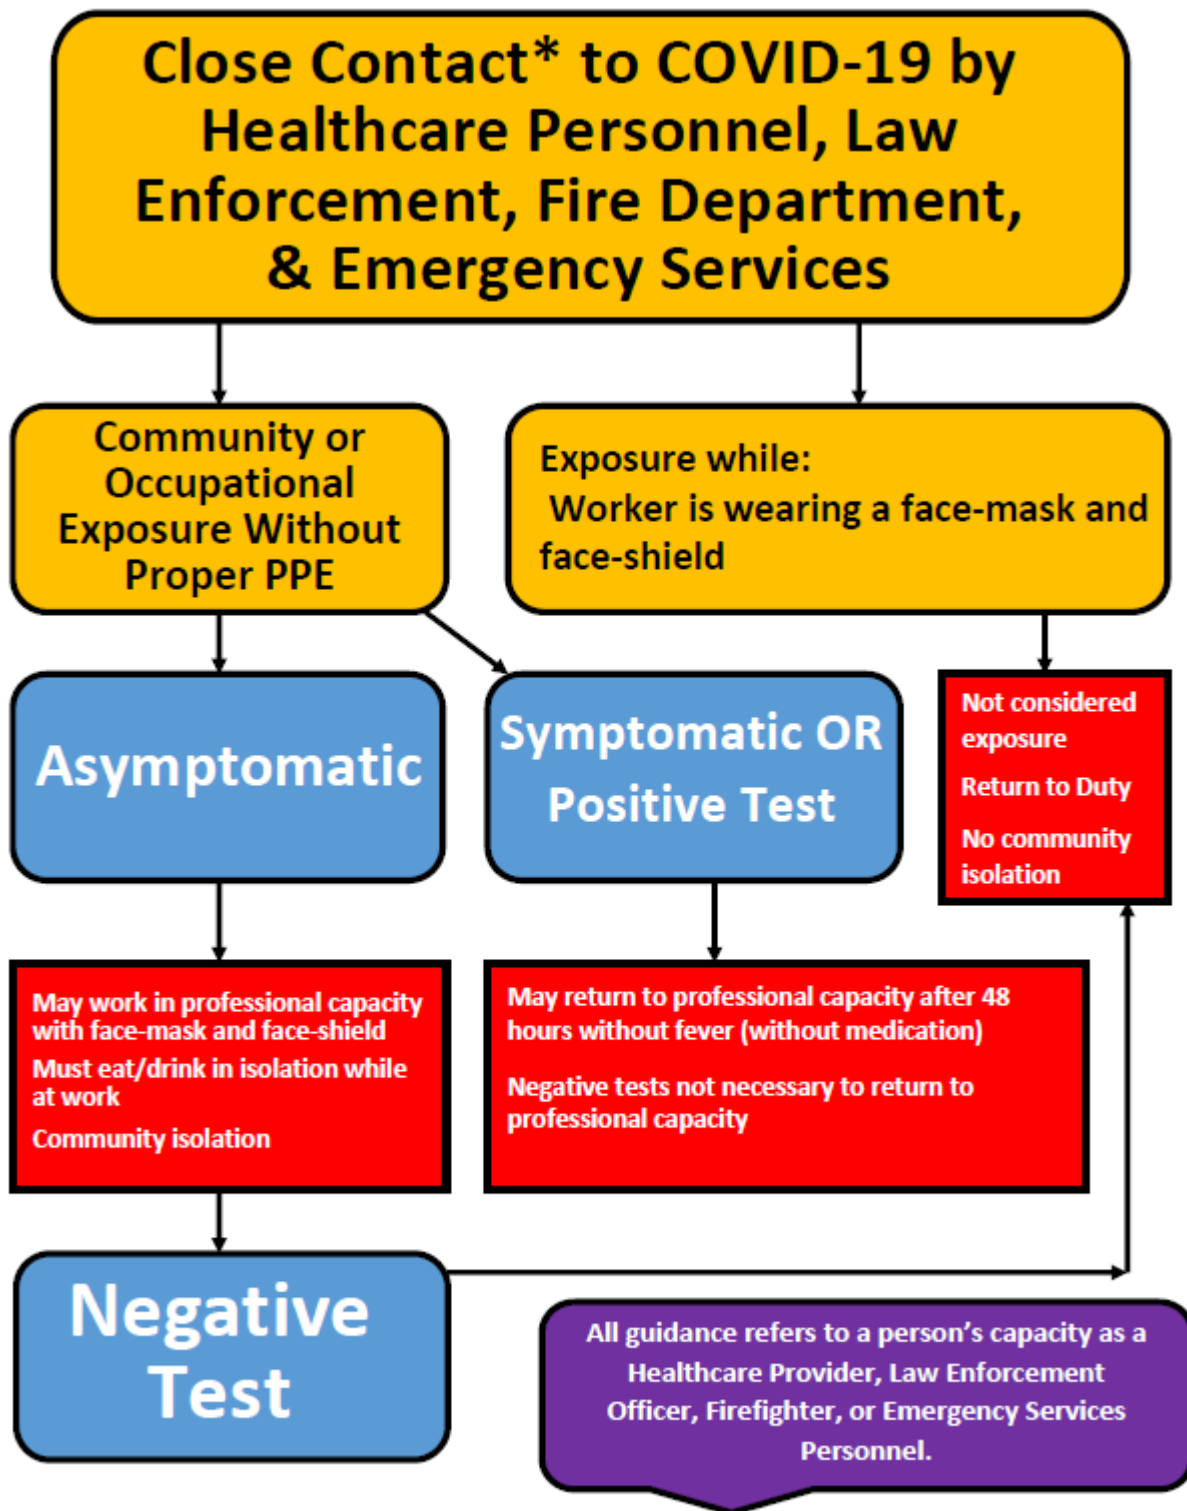 Close Contact* to COVID-19 by
Healthcare Personnel, Law
Enforcement, Fire Department,
& Emergency Services
Community or
Occupational
Exposure Without
Proper PPE
Exposure while:
Worker is wearing a face-mask and
face-shield
Asymptomatic
Symptomatic OR
Positive Test
Not considered
exposure
Return to Duty
No community
isolation
May work in professional capacity
with face-mask and face-shield
Must eat/drink in isolation while
at work
Community isolation
May return to professional capacity after 48
hours without fever (without medication)
Negative tests not necessary to return to
professional capacity
Negative
Test
All guidance refers to a person’s capacity as a
Healthcare Provider, Law Enforcement
Officer, Firefighter, or Emergency Services
Personnel.